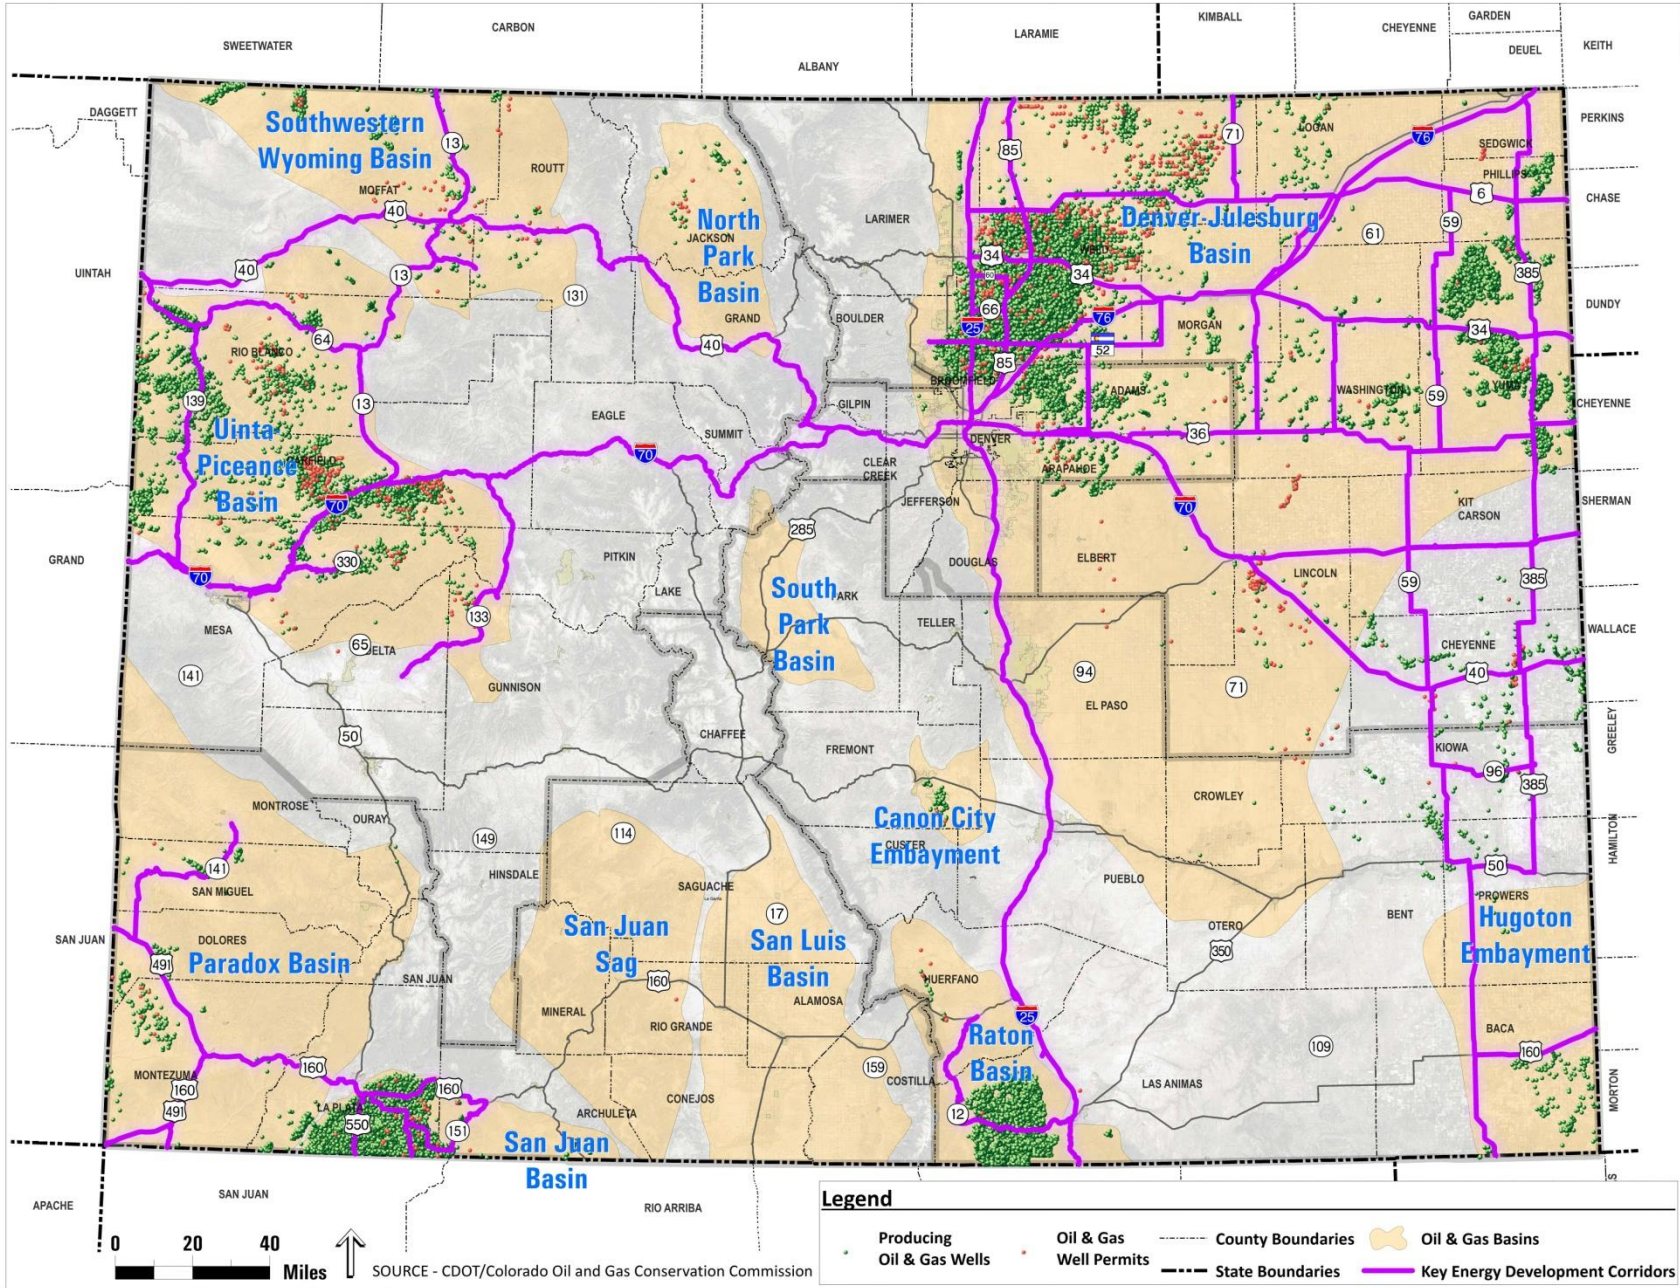 CARBON
KIMBALL
GARDEN
CHEYENNE
SWEETWATER
LARAMIE
DEUEL
KEITH
ALBANY
DAGGETT
PERKINS
Southwestern
Wyoming Basin
13
85
71
LOGAN
76
SEDGWICK
ROUTT
PHILLIPS
MOFFAT
40
6
CHASE
North
Park
Basin
JACKSON
LARIMER
Denver-Julesburg
Basin
WELD
59
61
UINTAH
40
13
34
34
385
131
60
DUNDY
GRAND
BOULDER
66
76
25
MORGAN
34
64
RIO BLANCO
40
52
85
BROOMFIELD
ADAMS
WASHINGTON
59
YUMA
139
13
GILPIN
CHEYENNE
EAGLE
SUMMIT
36
Uinta-
Piceance
Basin
GARFIELD
70
DENVER
CLEAR
CREEK
ARAPAHOE
70
JEFFERSON
70
KIT
CARSON
SHERMAN
285
GRAND
330
PITKIN
DOUGLAS
ELBERT
70
LINCOLN
59
385
LAKE
South
Park
Basin
PARK
MESA
133
TELLER
WALLACE
65
DELTA
CHEYENNE
141
40
GUNNISON
94
71
EL PASO
50
CHAFFEE
FREMONT
KIOWA
GREELEY
96
385
MONTROSE
OURAY
CROWLEY
Canon City
Embayment
CUSTER
149
114
HAMILTON
141
HINSDALE
50
SAN MIGUEL
SAGUACHE
La Garita
PUEBLO
PROWERS
17
BENT
Hugoton
Embayment
San Juan
Sag
OTERO
SAN JUAN
DOLORES
San Luis
Basin
350
Paradox Basin
491
SAN JUAN
160
HUERFANO
ALAMOSA
MINERAL
25
RIO GRANDE
Raton
Basin
BACA
109
160
160
159
MONTEZUMA
COSTILLA
160
160
LAS ANIMAS
MORTON
CONEJOS
491
LA PLATA
550
151
ARCHULETA
12
San Juan
Basin
S
SAN JUAN
APACHE
RIO ARRIBA
Legend
Producing
Oil & Gas Wells
Oil & Gas
Well Permits
County Boundaries
Oil & Gas Basins
State Boundaries
Key Energy Development Corridors
0 20 40
Miles
SOURCE - CDOT/Colorado Oil and Gas Conservation Commission